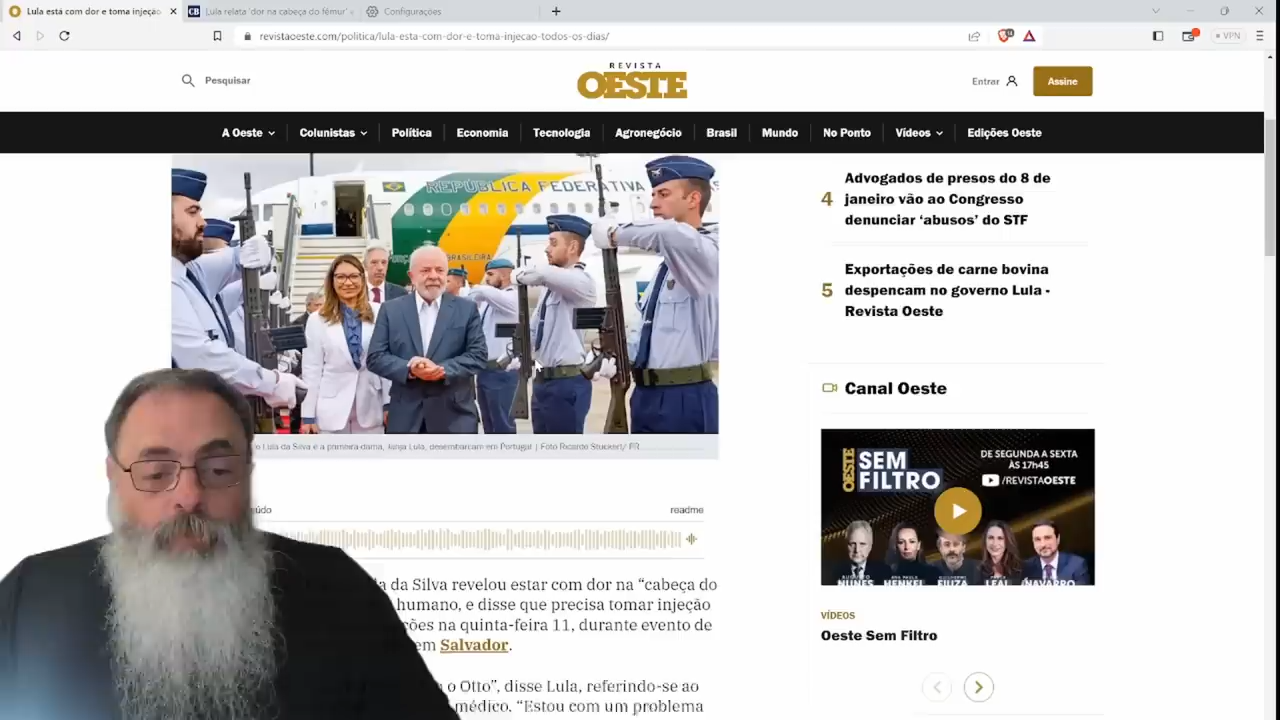 Lula está com dor e toma injeçã
Lula relata 'dor na cabeça do fêmur'
Configurações
revistaoeste.com/politica/lula-esta-com-dor-e-toma-injecao-todos-os-dias/
VPN
Pesquisar
REVISTA
OESTE
Entrar
Assine
A Oeste
Colunistas
Política
Economia
Tecnologia
Agronegócio
Brasil
Mundo
No Ponto
Vídeos
Edições Oeste
REPÚBLICA FEDERATIVA
BRASILEIRA
Lula da Silva e a primeira-dama, Janja Lula, desembarcam em Portugal | Foto Ricardo Stuckert/ PR
údo
readme
da Silva revelou estar com dor na “cabeça do
humano, e disse que precisa tomar injeção
ções na quinta-feira 11, durante evento de
em Salvador.
o Otto”, disse Lula, referindo-se ao
médico. “Estou com um problema
4 Advogados de presos do 8 de
janeiro vão ao Congresso
denunciar ‘abusos’ do STF
5 Exportações de carne bovina
despencam no governo Lula -
Revista Oeste
Canal Oeste
OESTE
SEM
FILTRO
DE SEGUNDA A SEXTA
ÀS 17h45
/REVISTAOESTE
AUGUSTO
NUNES
ANA PAULA
HENKEL
GUILHERME
FIUZA
LEAL
NAVARRO
VÍDEOS
Oeste Sem Filtro